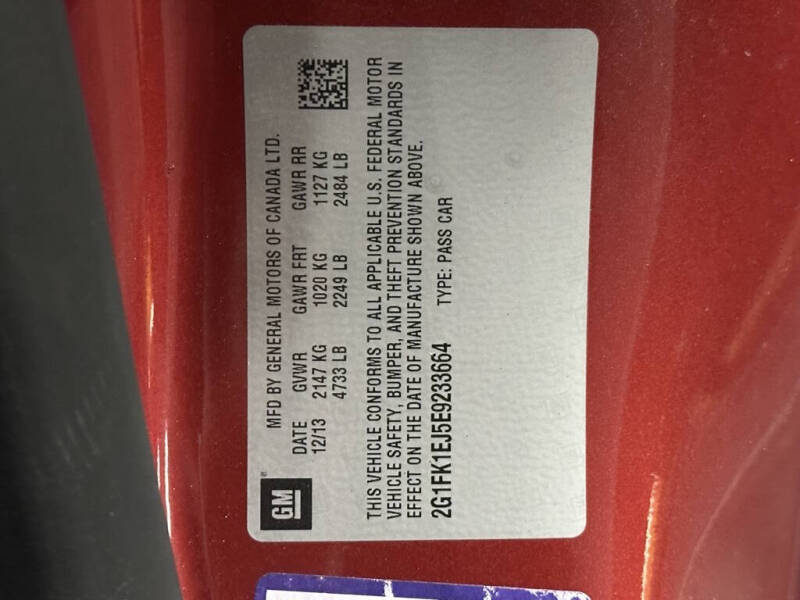 GM
®
MFD BY GENERAL MOTORS OF CANADA LTD.
DATE GVWR GAWR FRT GAWR RR
12/13 2147 KG 1020 KG 1127 KG
4733 LB 2249 LB 2484 LB
THIS VEHICLE CONFORMS TO ALL APPLICABLE U.S. FEDERAL MOTOR
VEHICLE SAFETY, BUMPER, AND THEFT PREVENTION STANDARDS IN
EFFECT ON THE DATE OF MANUFACTURE SHOWN ABOVE.
2G1FK1EJ5E9233664 TYPE: PASS CAR